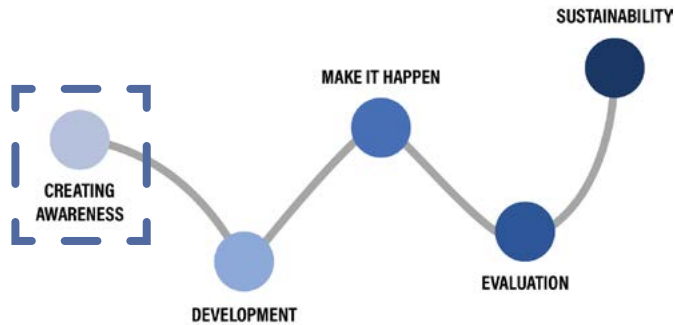 SUSTAINABILITY
MAKE IT HAPPEN
CREATING
AWARENESS
EVALUATION
DEVELOPMENT